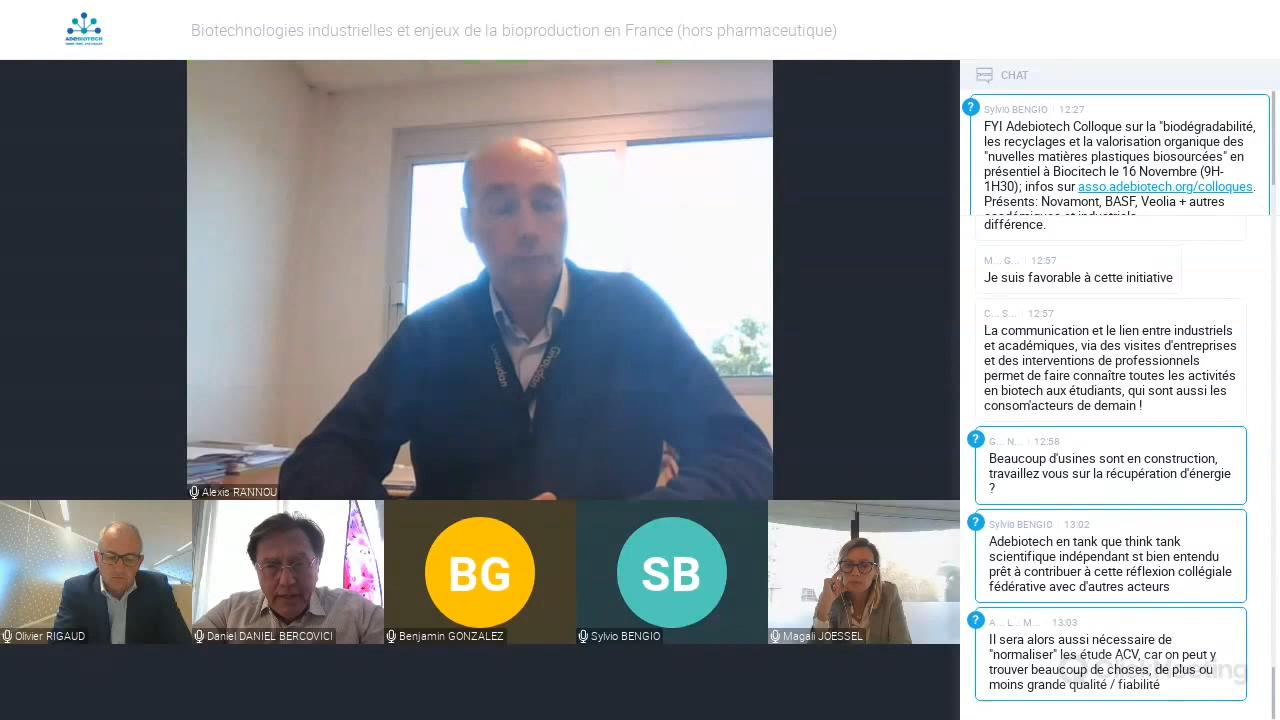 ADEBIOTECH
Biotechnologies industrielles et enjeux de la bioproduction en France (hors pharmaceutique)
CHAT
?
Sylvio BENGIO | 12:27
FYI Adebiotech Colloque sur la "biodégradabilité,
les recyclages et la valorisation organique des
"nuvelles matières plastiques biosourcées" en
présentiel à Biocitech le 16 Novembre (9H-
1H30); infos sur asso.adebiotech.org/colloques.
Présents: Novamont, BASF, Veolia + autres
académiques et industriels
différence.
M... G... | 12:57
Je suis favorable à cette initiative
C... S... | 12:57
La communication et le lien entre industriels
et académiques, via des visites d'entreprises
et des interventions de professionnels
permet de faire connaître toutes les activités
en biotech aux étudiants, qui sont aussi les
consom'acteurs de demain !
?
G... N... | 12:58
Beaucoup d'usines sont en construction,
travaillez vous sur la récupération d'énergie
?
?
Sylvio BENGIO | 13:02
Adebiotech en tank que think tank
scientifique indépendant st bien entendu
prêt à contribuer à cette réflexion collégiale
fédérative avec d'autres acteurs
?
A... L... M... | 13:03
Il sera alors aussi nécessaire de
"normaliser" les étude ACV, car on peut y
trouver beaucoup de choses, de plus ou
moins grande qualité / fiabilité
ClickMeeting
Givaudan
Alexis RANNOU
Olivier RIGAUD
Daniel DANIEL BERCOVICI
BG
Benjamin GONZALEZ
SB
Sylvio BENGIO
Magali JOESSEL